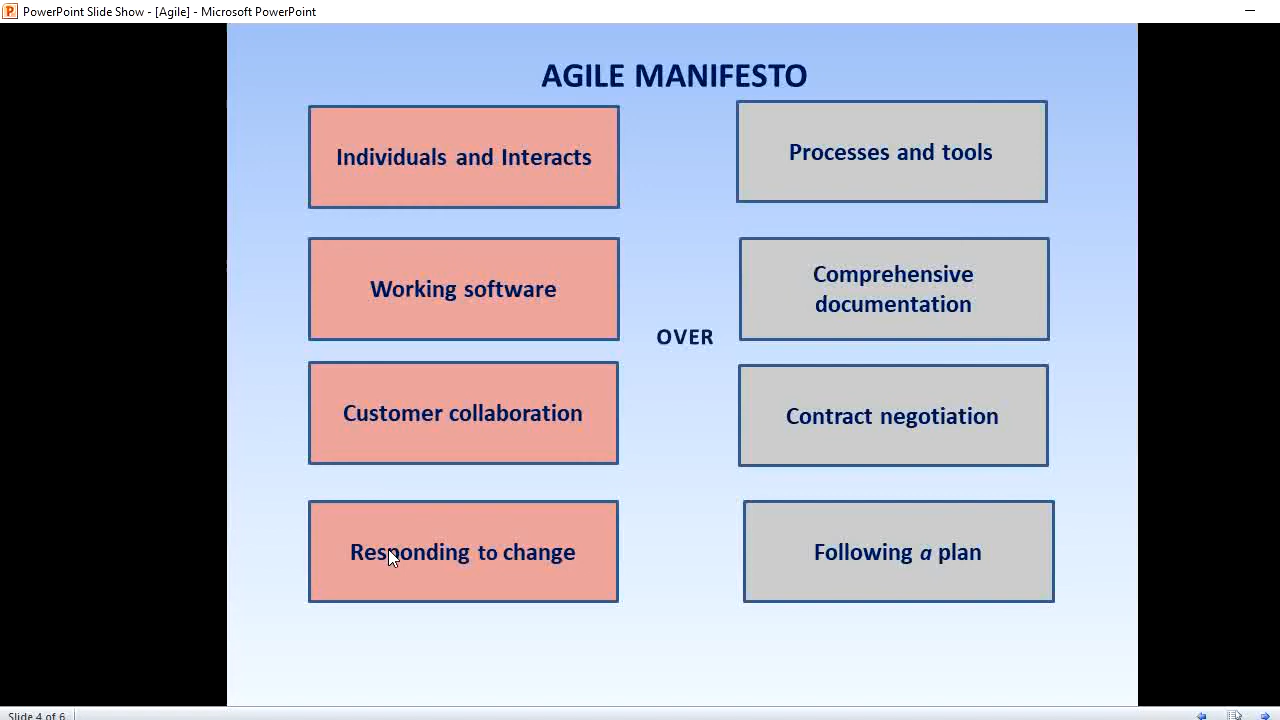 PowerPoint Slide Show - [Agile] - Microsoft PowerPoint
AGILE MANIFESTO
Individuals and Interacts
Processes and tools
Working software
Comprehensive
documentation
OVER
Customer collaboration
Contract negotiation
Responding to change
Following a plan
Slide 4 of 6